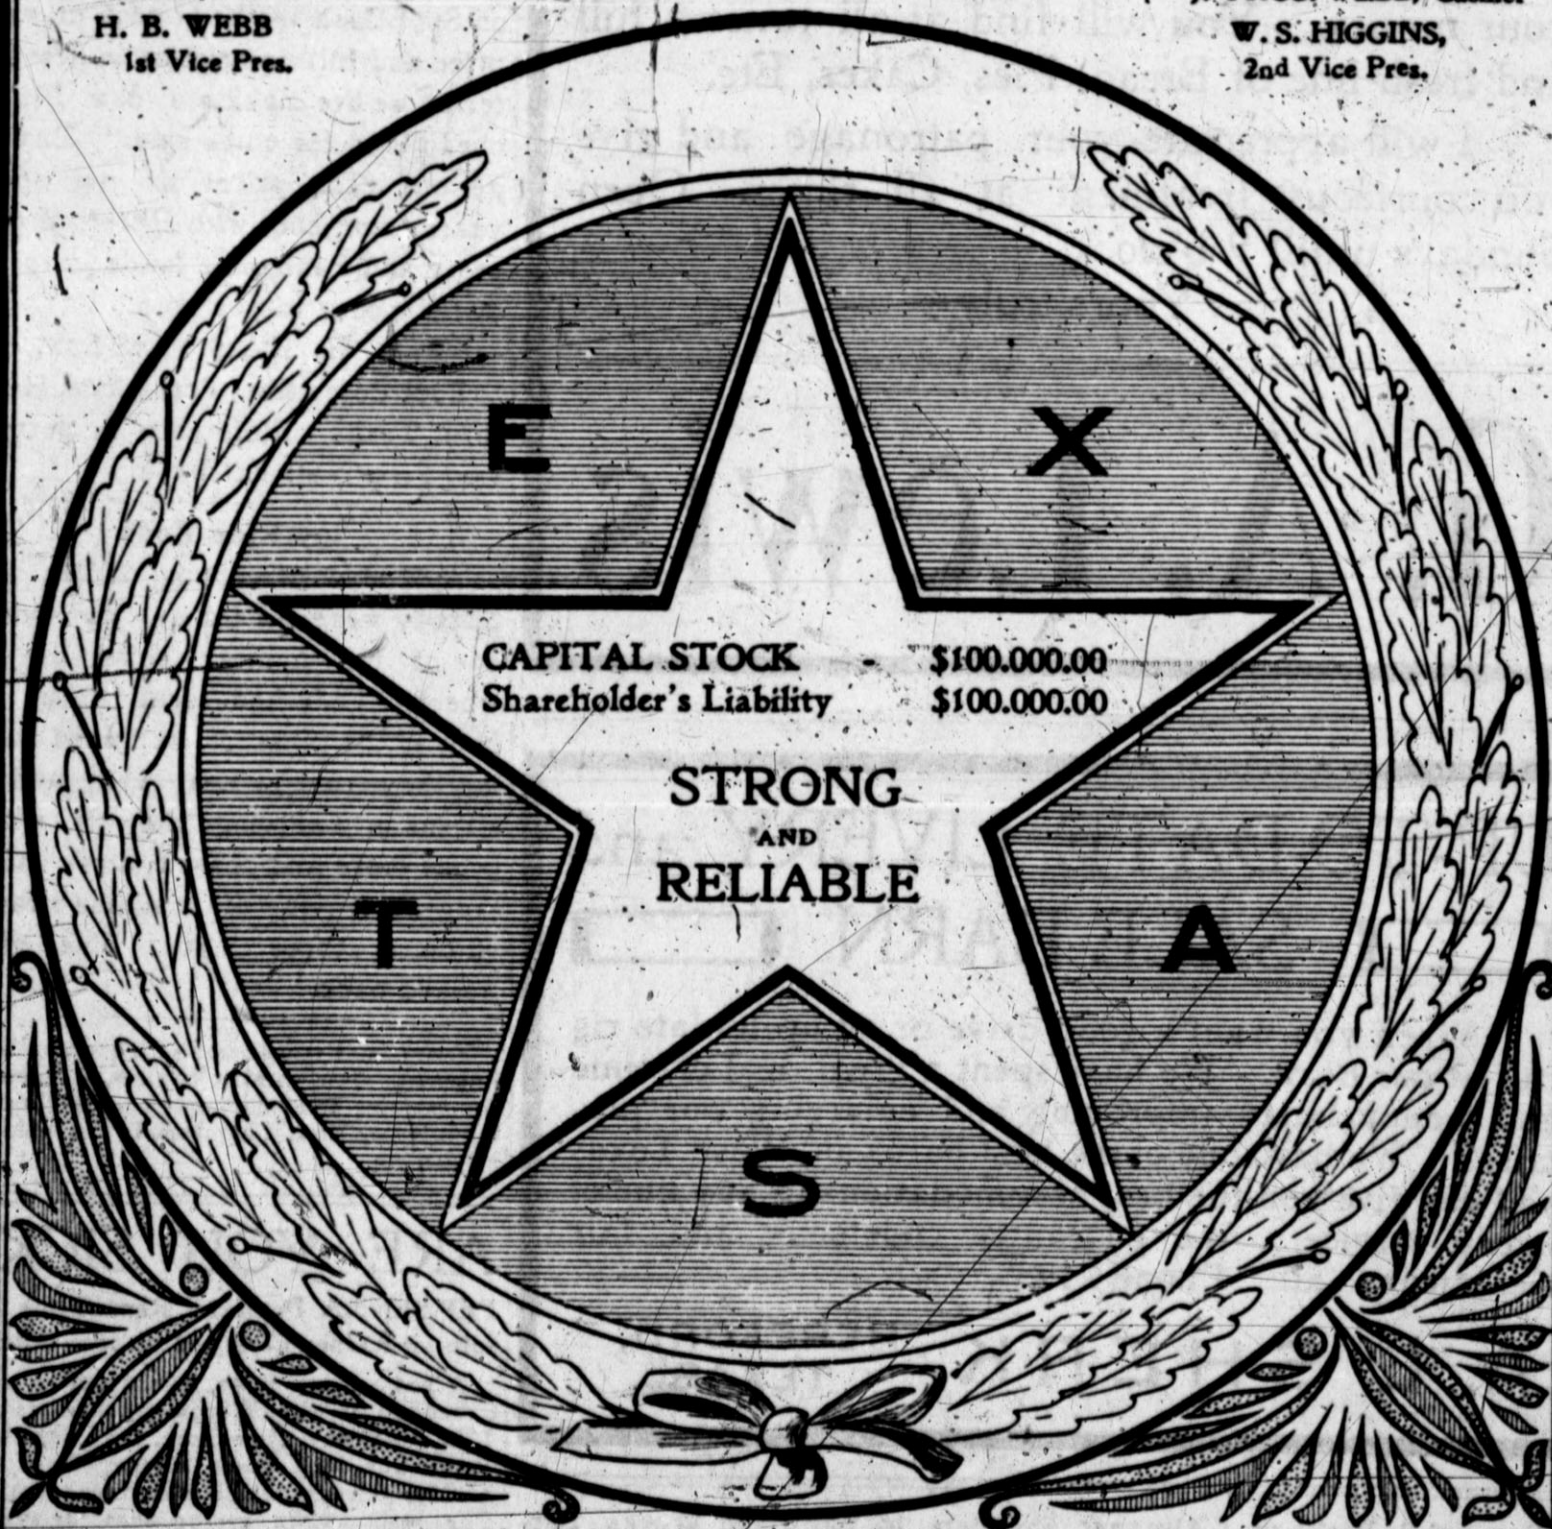 H. B. WEBB
1st Vice Pres.
W. S. HIGGINS,
2nd Vice Pres.
E X
CAPITAL STOCK - $100.000.00
Shareholder's Liability $100.000.00
STRONG
AND
RELIABLE
T A
S